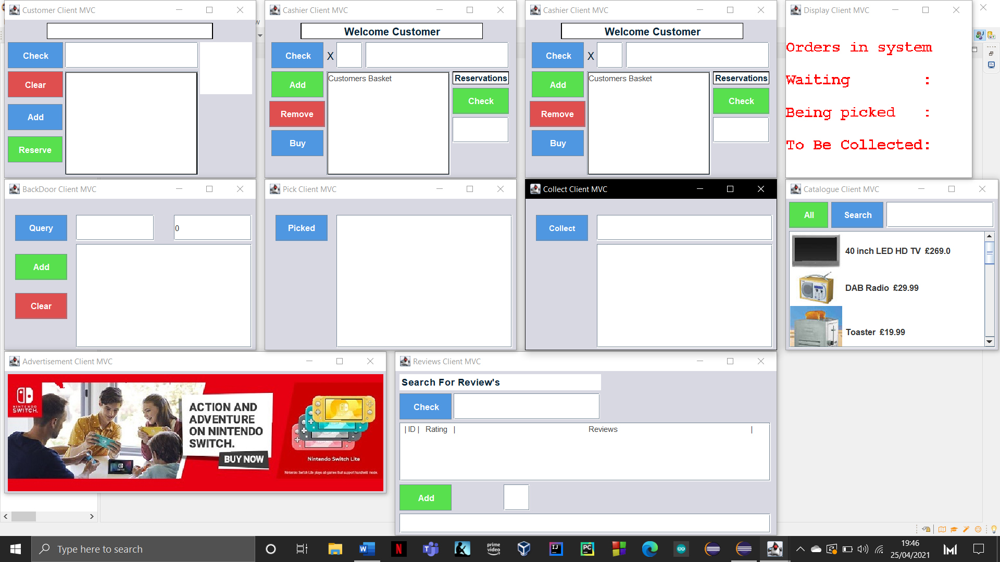 Customer Client MVC
Check
Clear
Add
Reserve
Cashier Client MVC
Welcome Customer
Check X
Add
Customers Basket
Reservations
Check
Remove
Buy
Cashier Client MVC
Welcome Customer
Check X
Add
Customers Basket
Reservations
Check
Remove
Buy
Display Client MVC
Orders in system
Waiting :
Being picked :
To Be Collected:
BackDoor Client MVC
Query
0
Add
Clear
Pick Client MVC
Picked
Collect Client MVC
Collect
Catalogue Client MVC
All Search
40 inch LED HD TV £269.0
DAB Radio £29.99
Toaster £19.99
Advertisement Client MVC
NINTENDO
SWITCH.
ACTION AND
ADVENTURE
ON NINTENDO
SWITCH.
BUY NOW
Nintendo Switch Lite
Nintendo Switch Lite plays all games that support handheld mode.
Reviews Client MVC
Search For Review's
Check
| ID | Rating | Reviews |
Add
w
GIT
Type here to search
W
N
T
prime video
IJ
PC
19:46
25/04/2021